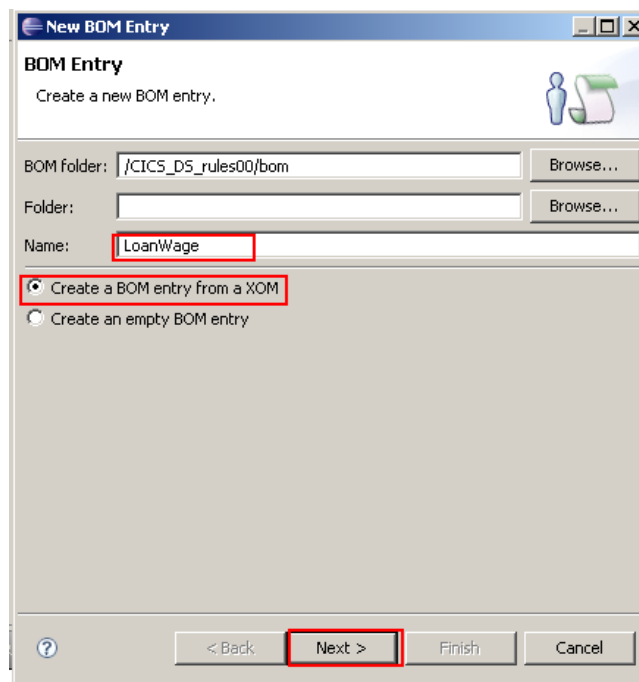 New BOM Entry
BOM Entry
Create a new BOM entry.
BOM folder: /CICS_DS_rules00/bom Browse...
Folder: Browse...
Name: LoanWage
Create a BOM entry from a XOM
Create an empty BOM entry
? < Back Next > Finish Cancel